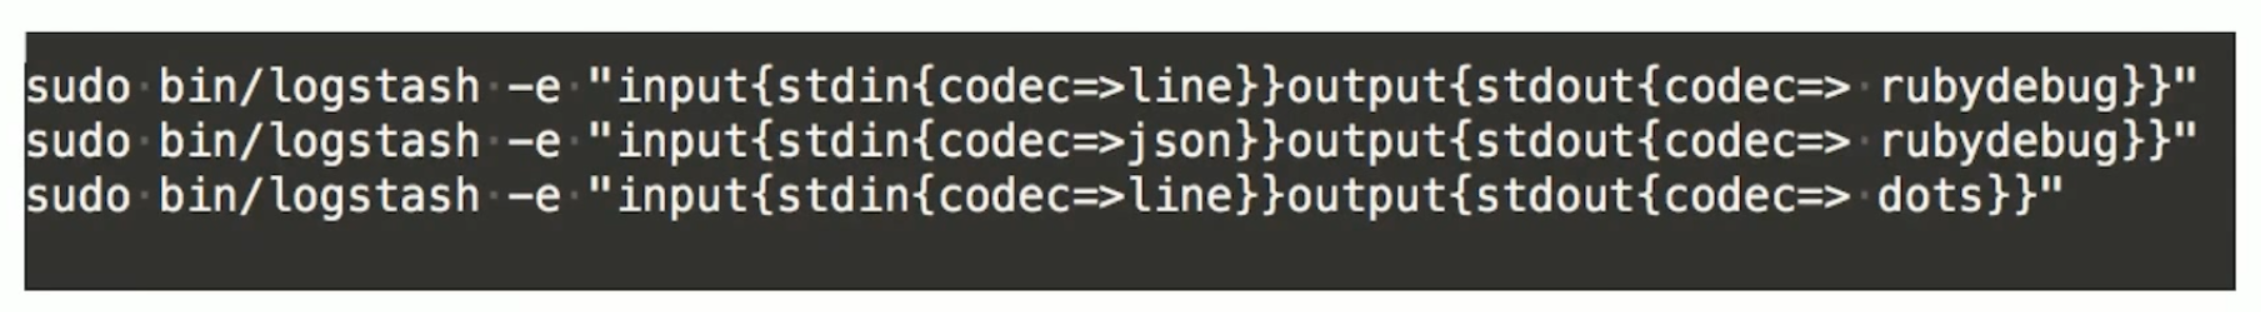 sudo bin/logstash -e "input{stdin{codec=>line}}output{stdout{codec=> rubydebug}}"
sudo bin/logstash -e "input{stdin{codec=>json}}output{stdout{codec=> rubydebug}}"
sudo bin/logstash -e "input{stdin{codec=>line}}output{stdout{codec=> dots}}"